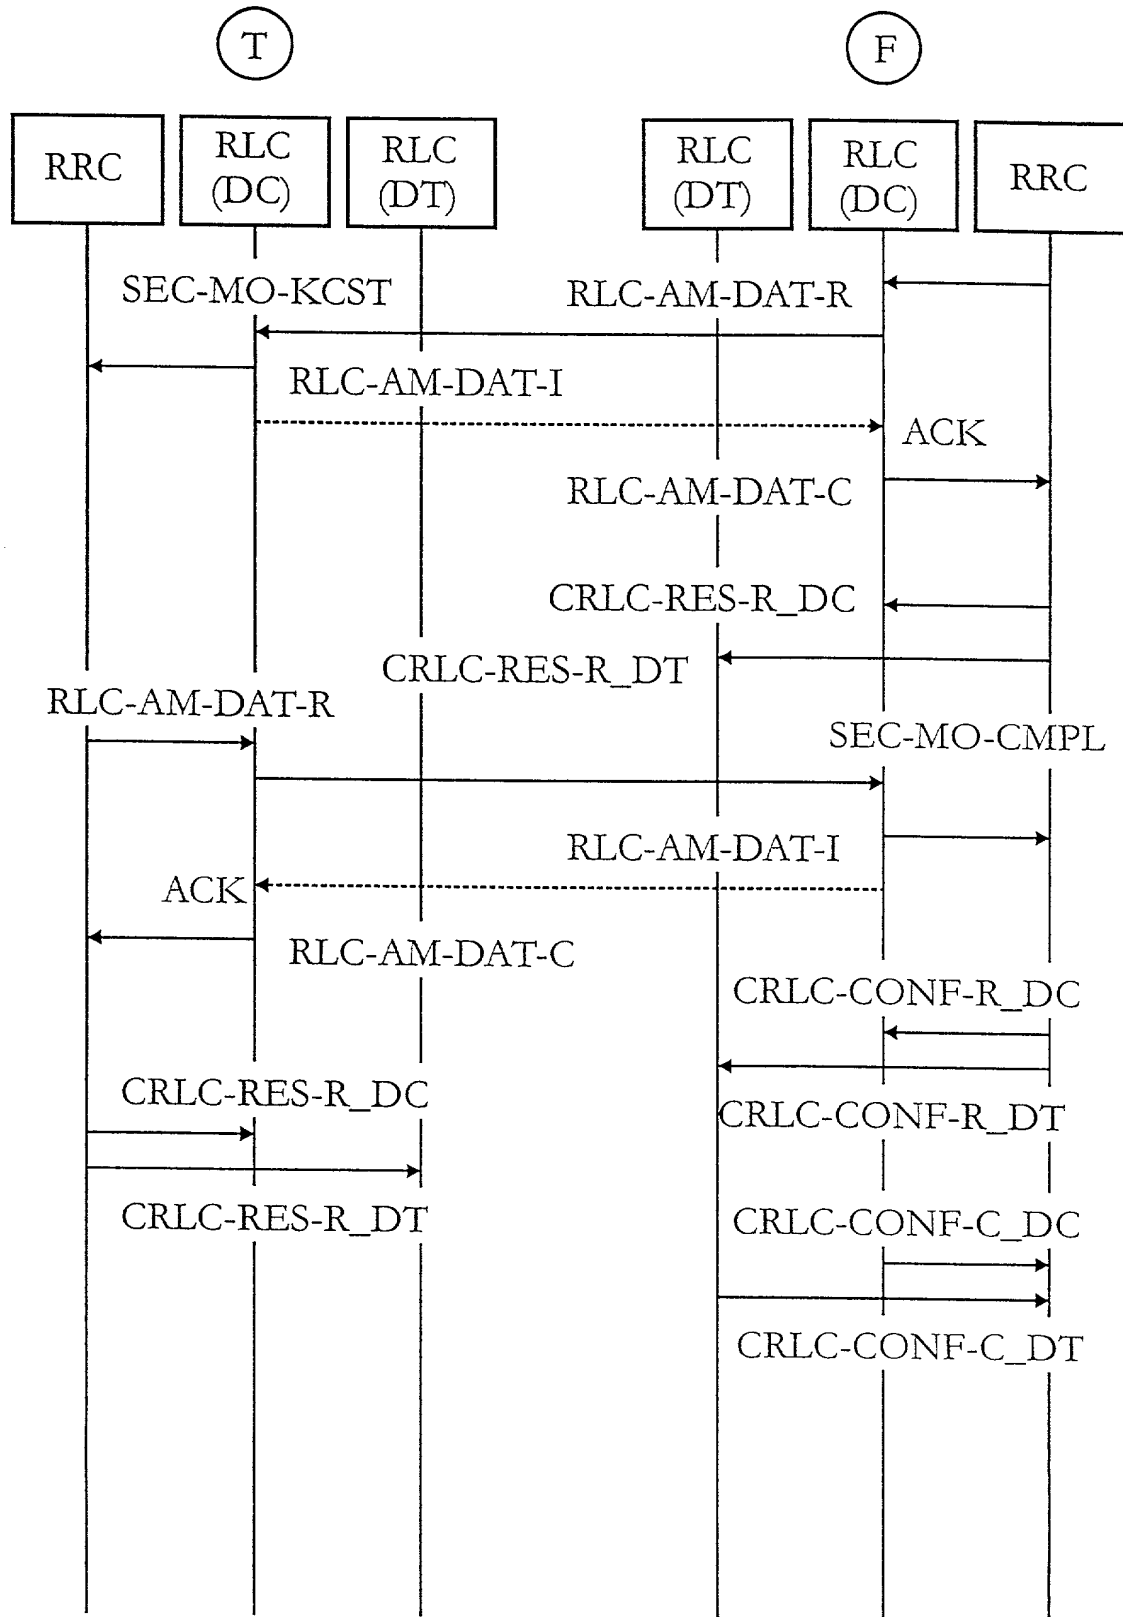 T
F
RRC
RLC
(DC)
RLC
(DT)
RLC
(DT)
RLC
(DC)
RRC
SEC-MO-KCST
RLC-AM-DAT-R
RLC-AM-DAT-I
ACK
RLC-AM-DAT-C
CRLC-RES-R_DC
CRLC-RES-R_DT
RLC-AM-DAT-R
SEC-MO-CMPL
RLC-AM-DAT-I
ACK
RLC-AM-DAT-C
CRLC-CONF-R_DC
CRLC-RES-R_DC
CRLC-CONF-R_DT
CRLC-RES-R_DT
CRLC-CONF-C_DC
CRLC-CONF-C_DT